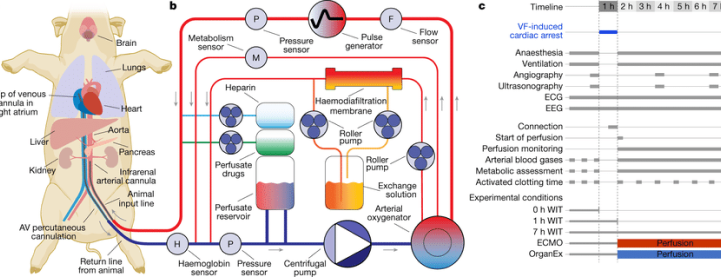 Brain
Lungs
p of venous
annula in
ght atrium
Heart
Liver
Aorta
Pancreas
Kidney
Infrarenal
arterial cannula
Animal
input line
AV percutaneous
cannulation
Return line
from animal
b
P
Pressure
sensor
Pulse
generator
F
Flow
sensor
Metabolism
sensor
M
Heparin
Haemodiafiltration
membrane
Perfusate
drugs
Roller
pump
Roller
pump
Perfusate
reservoir
Exchange
solution
Arterial
oxygenator
H
Haemoglobin
sensor
P
Pressure
sensor
Centrifugal
pump
c
Timeline
1 h
2 h
3 h
4 h
5 h
6 h
7 h
VF-induced
cardiac arrest
Anaesthesia
Ventilation
Angiography
Ultrasonography
ECG
EEG
Connection
Start of perfusion
Perfusion monitoring
Arterial blood gases
Metabolic assessment
Activated clotting time
Experimental conditions
0 h WIT
1 h WIT
7 h WIT
ECMO
Perfusion
OrganEx
Perfusion